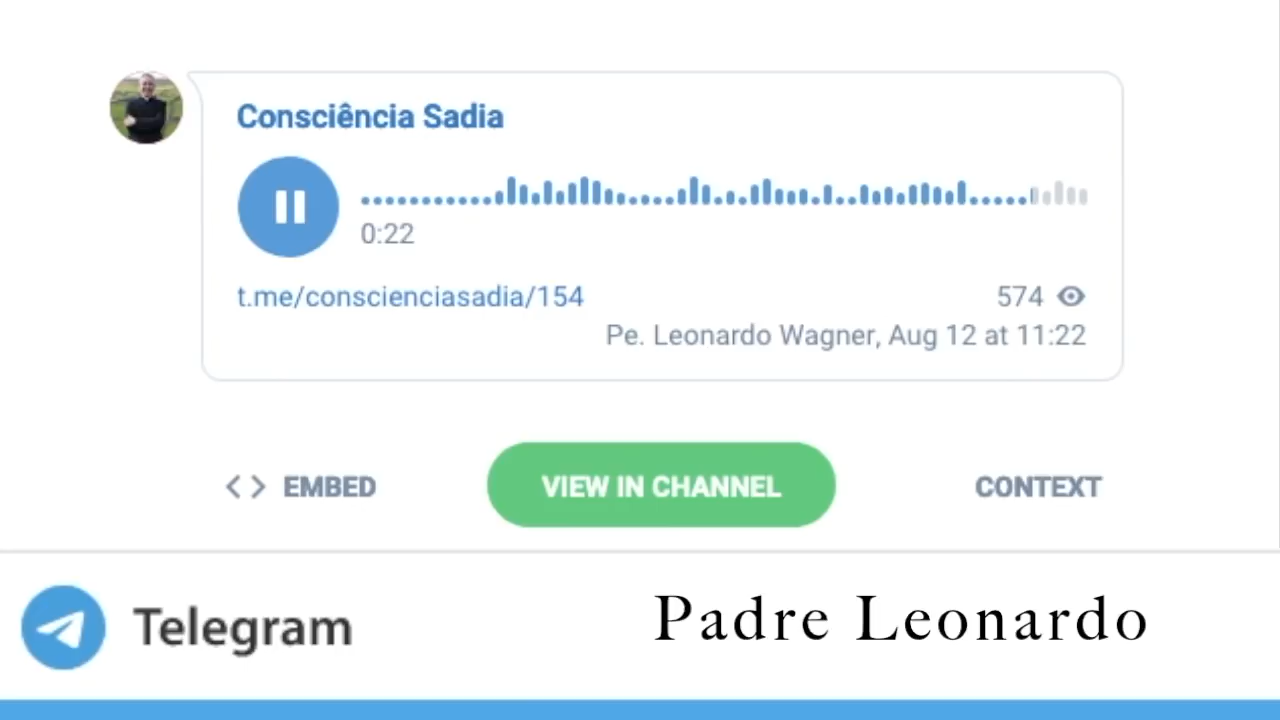 Consciência Sadia
0:22
t.me/conscienciasadia/154
574
Pe. Leonardo Wagner, Aug 12 at 11:22
EMBED
VIEW IN CHANNEL
CONTEXT
Telegram
Padre Leonardo